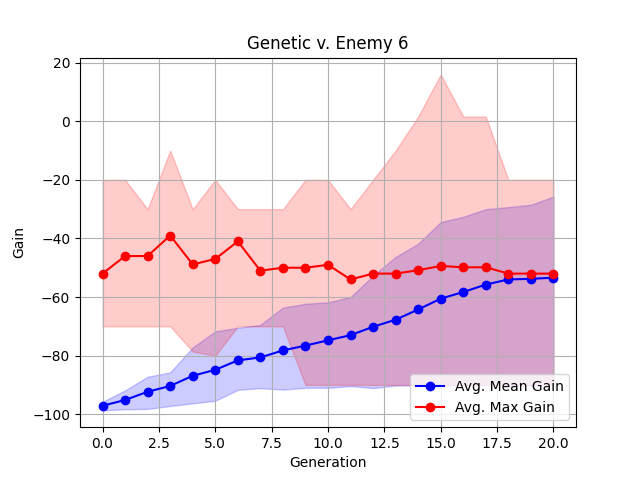 Genetic v. Enemy 6
Gain
20
0
−20
−40
−60
−80
−100
0.0 2.5 5.0 7.5 10.0 12.5 15.0 17.5 20.0
Generation
Avg. Mean Gain
Avg. Max Gain